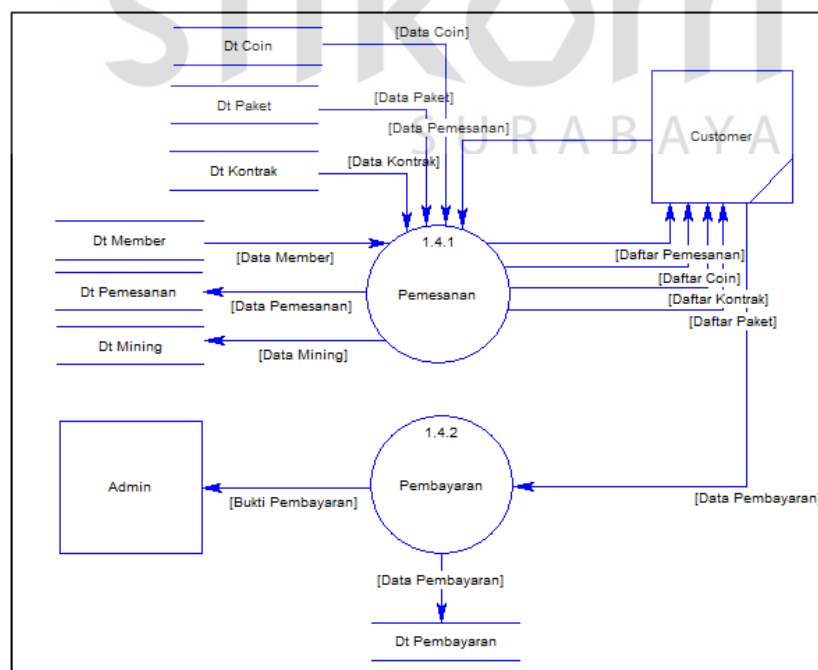 stikom
SURABAYA
Dt Coin
[Data Coin]
Dt Paket
[Data Paket]
[Data Pemesanan]
Customer
Dt Kontrak
[Data Kontrak]
Dt Member
[Data Member]
1.4.1
Pemesanan
[Daftar Pemesanan]
[Daftar Coin]
[Daftar Kontrak]
[Daftar Paket]
Dt Pemesanan
[Data Pemesanan]
Dt Mining
[Data Mining]
1.4.2
Pembayaran
Admin
[Bukti Pembayaran]
[Data Pembayaran]
[Data Pembayaran]
Dt Pembayaran